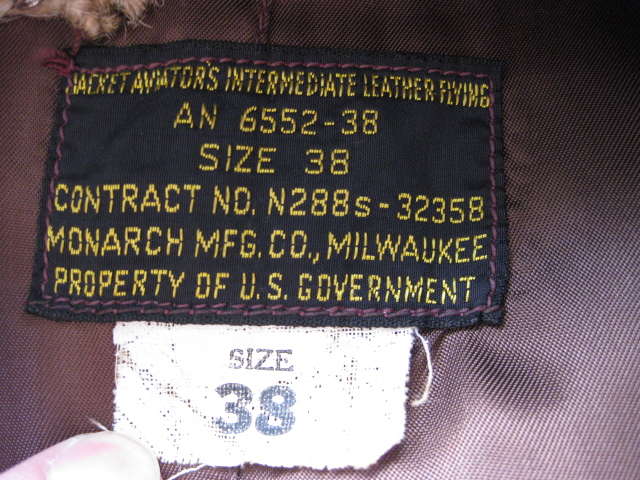 JACKET AVIATOR'S INTERMEDIATE LEATHER FLYING
AN 6552-38
SIZE 38
CONTRACT NO. N288s-32358
MONARCH MFG. CO., MILWAUKEE
PROPERTY OF U.S. GOVERNMENT
SIZE
38